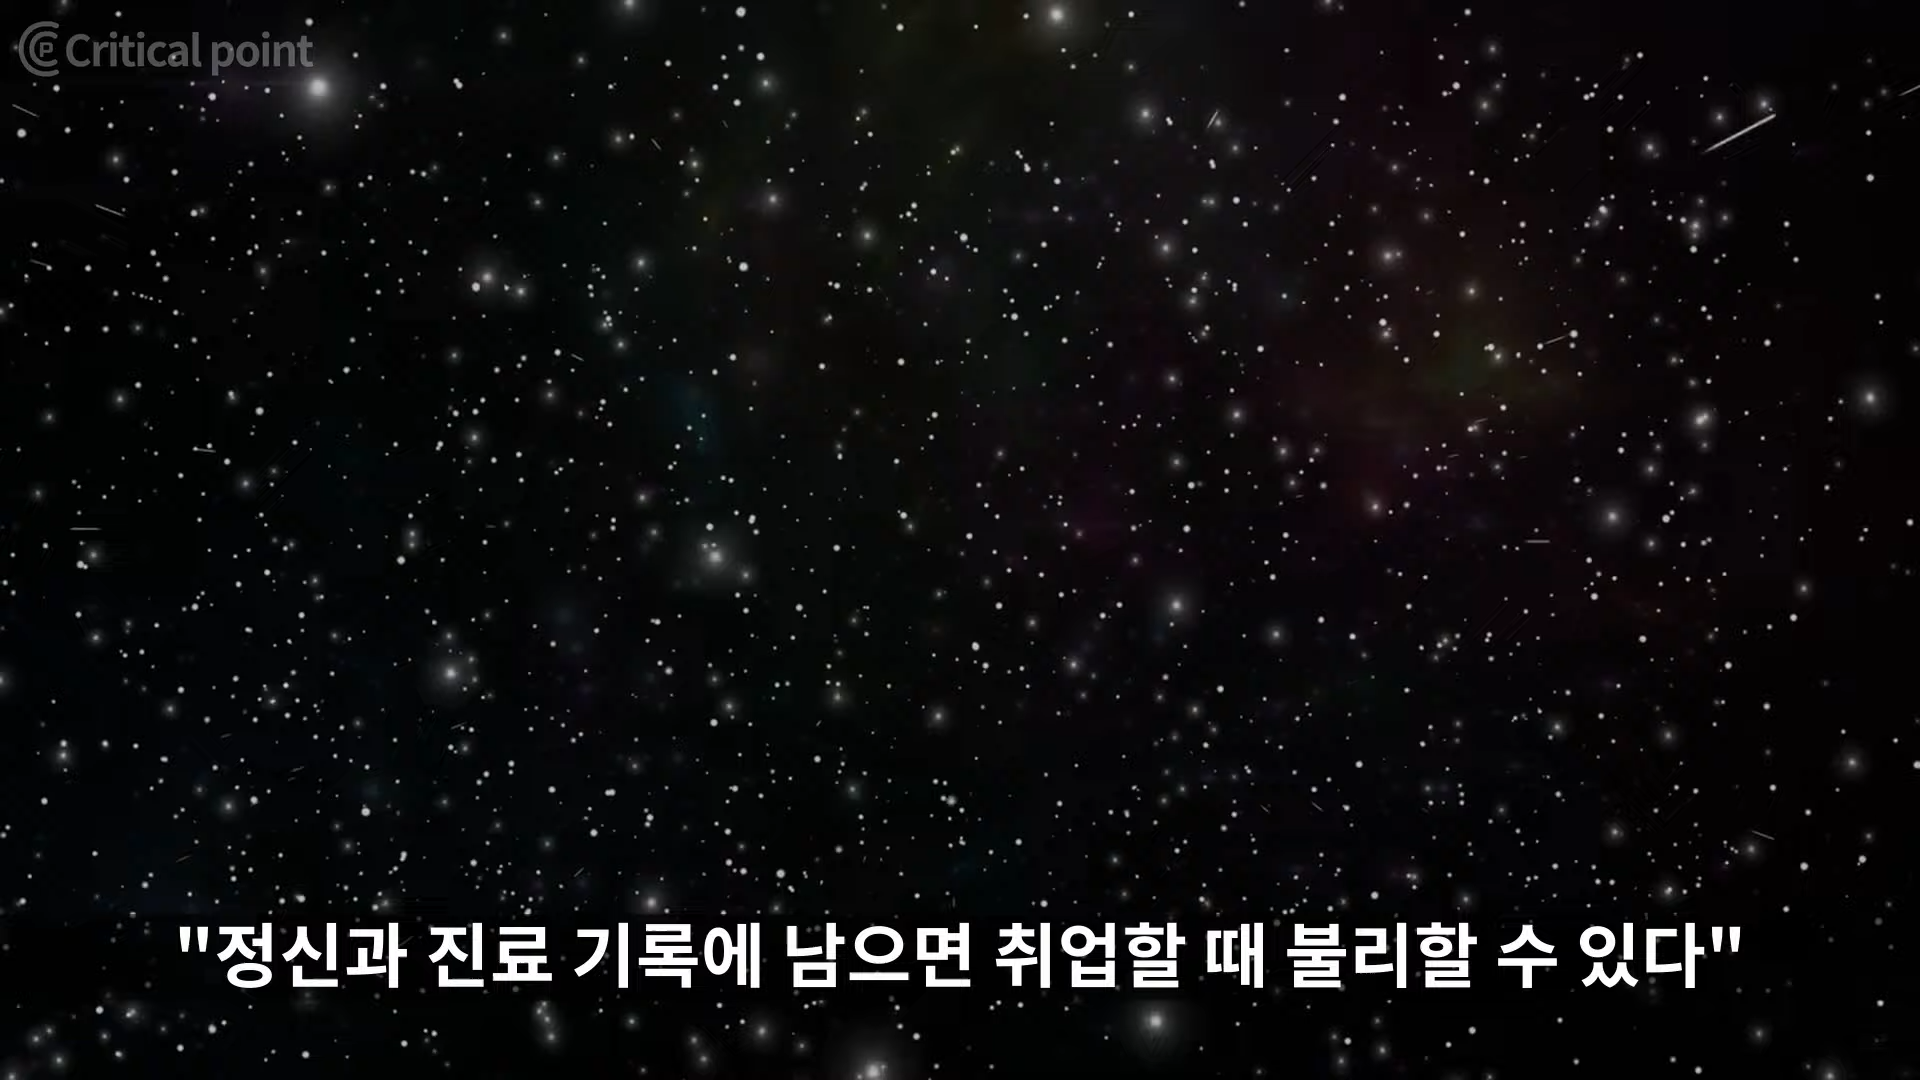 Critical point
"정신과 진료 기록에 남으면 취업할 때 불리할 수 있다"